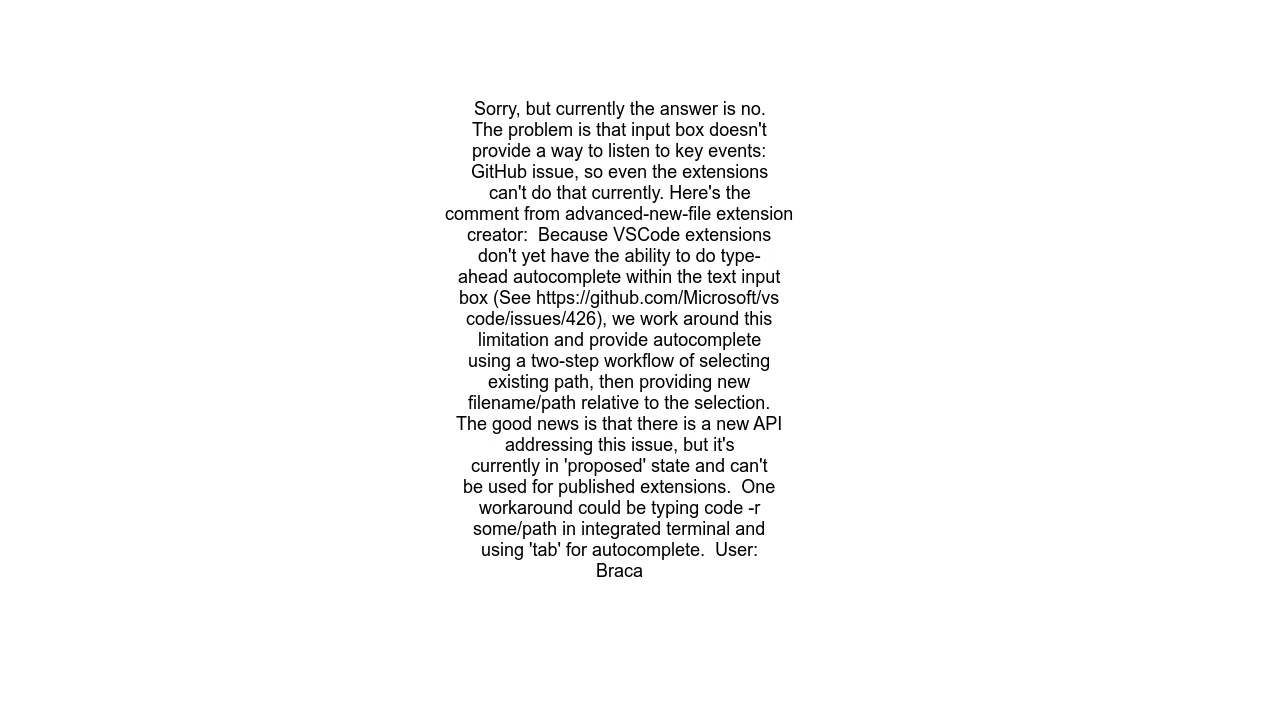 Sorry, but currently the answer is no.
The problem is that input box doesn't
provide a way to listen to key events:
GitHub issue, so even the extensions
can't do that currently. Here's the
comment from advanced-new-file extension
creator:  Because VSCode extensions
don't yet have the ability to do type-
ahead autocomplete within the text input
box (See https://github.com/Microsoft/vs
code/issues/426), we work around this
limitation and provide autocomplete
using a two-step workflow of selecting
existing path, then providing new
filename/path relative to the selection.
The good news is that there is a new API
addressing this issue, but it's
currently in 'proposed' state and can't
be used for published extensions.  One
workaround could be typing code -r
some/path in integrated terminal and
using 'tab' for autocomplete.  User:
Braca